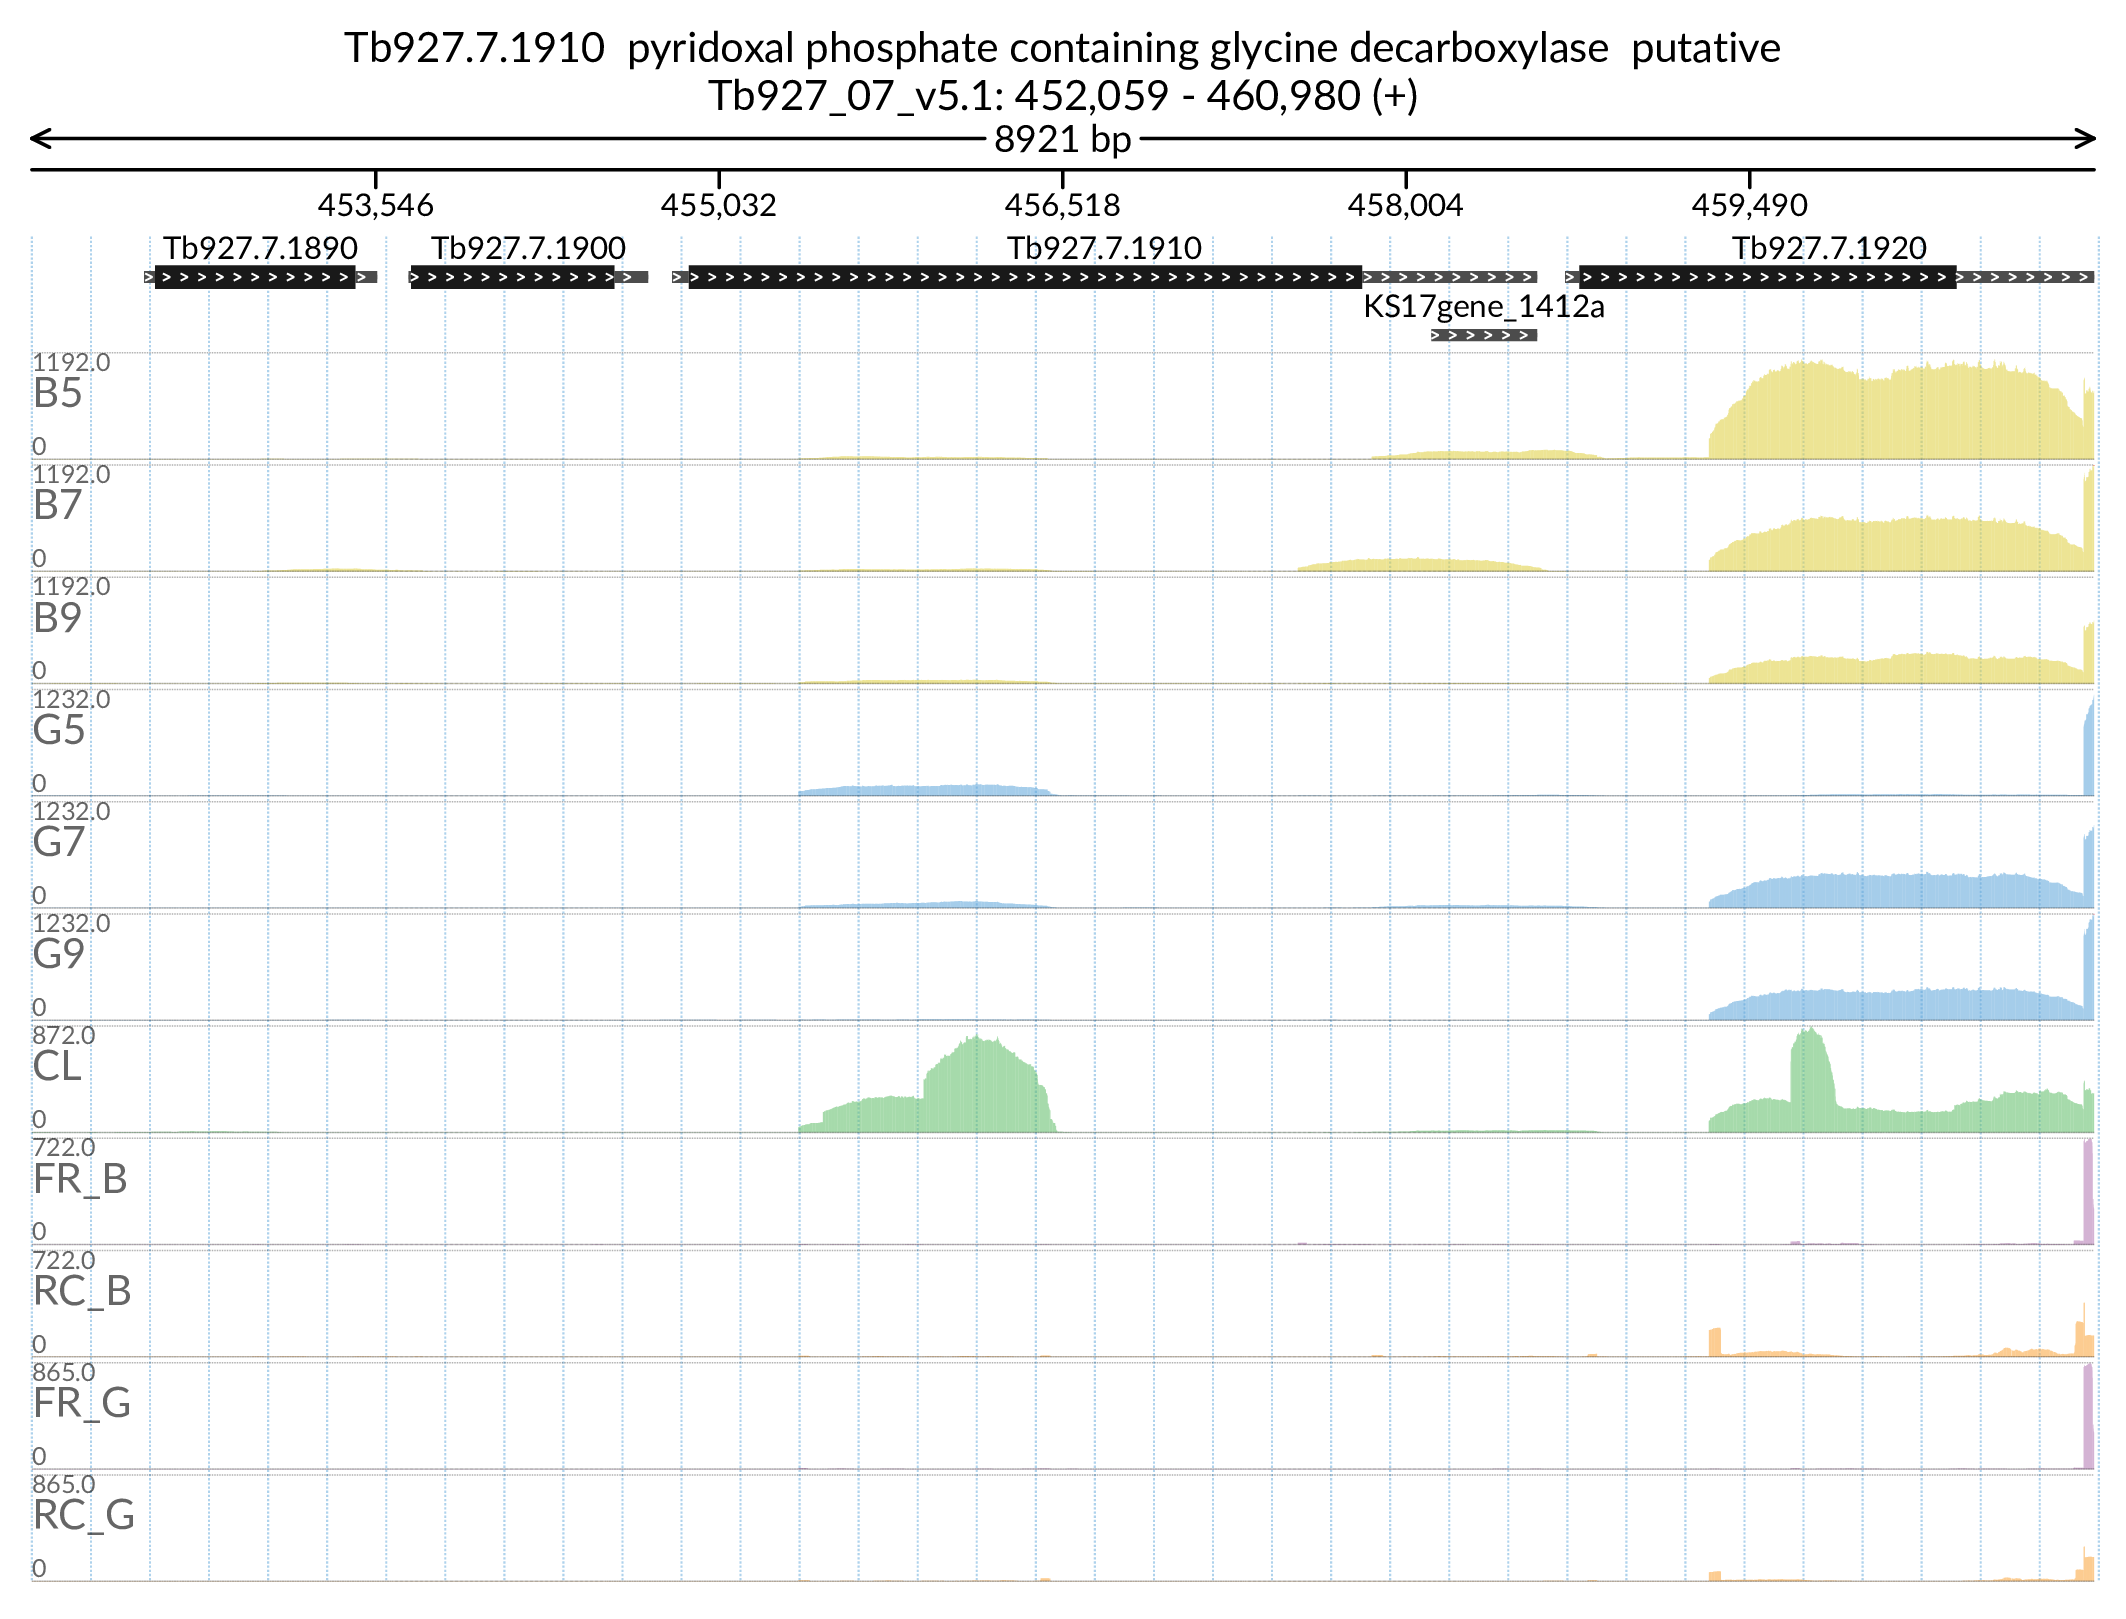 Tb927.7.1910  pyridoxal phosphate containing glycine decarboxylase  putative
Tb927_07_v5.1: 452,059 - 460,980 (+)
8921 bp
453,546 455,032 456,518 458,004 459,490
Tb927.7.1890 Tb927.7.1900 Tb927.7.1910 Tb927.7.1920
KS17gene_1412a
1192.0
B5
0
1192.0
B7
0
1192.0
B9
0
1232.0
G5
0
1232.0
G7
0
1232.0
G9
0
872.0
CL
0
722.0
FR_B
0
722.0
RC_B
0
865.0
FR_G
0
865.0
RC_G
0